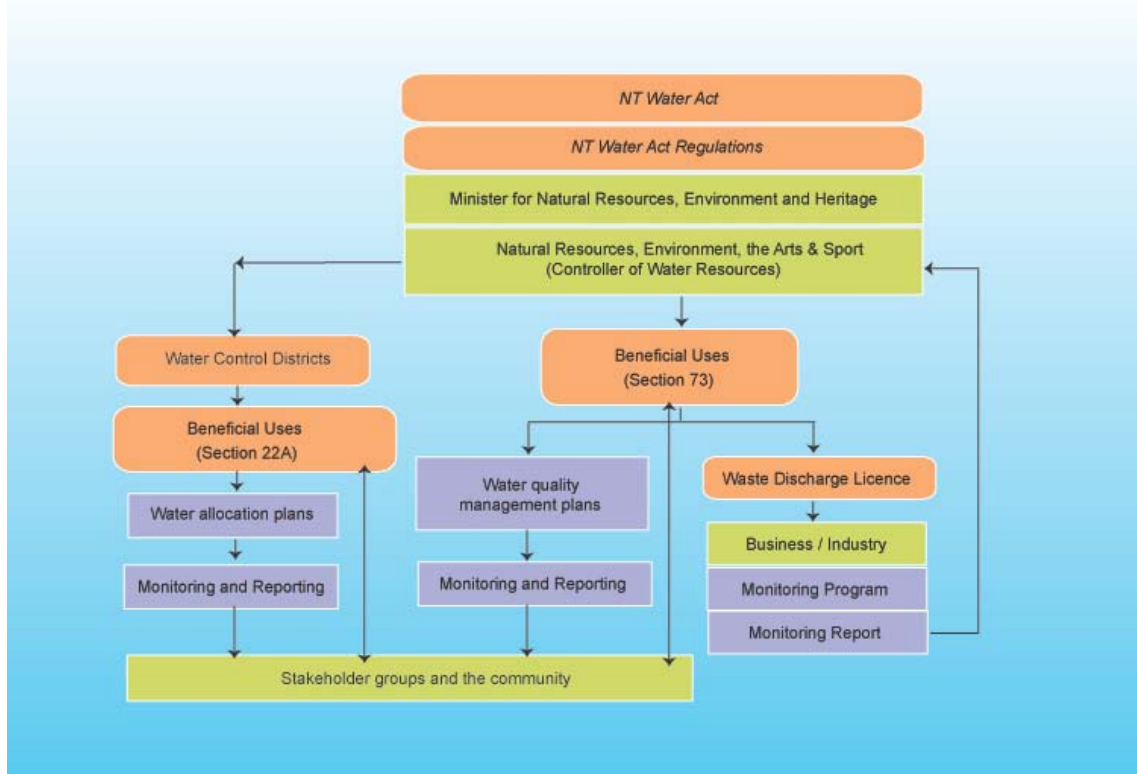 NT Water Act
NT Water Act Regulations
Minister for Natural Resources, Environment and Heritage
Natural Resources, Environment, the Arts & Sport
(Controller of Water Resources)
Water Control Districts
Beneficial Uses
(Section 22A)
Water allocation plans
Monitoring and Reporting
Beneficial Uses
(Section 73)
Water quality
management plans
Monitoring and Reporting
Waste Discharge Licence
Business / Industry
Monitoring Program
Monitoring Report
Stakeholder groups and the community